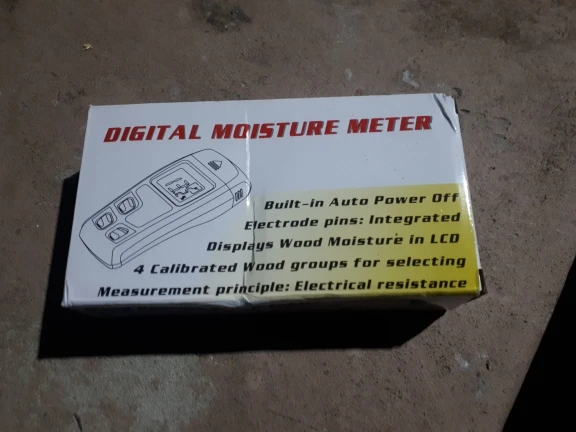 DIGITAL MOISTURE METER
Built-in Auto Power Off
Electrode pins: Integrated
Displays Wood Moisture in LCD
4 Calibrated Wood groups for selecting
Measurement principle: Electrical resistance